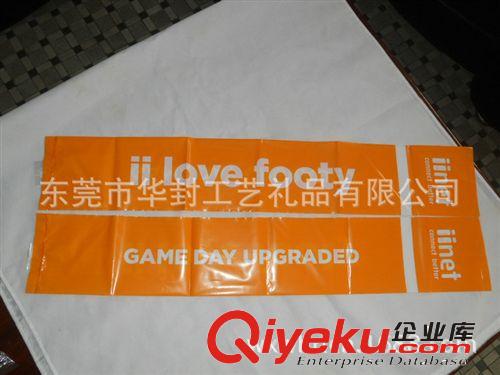 ii love footy
iinet
connect better
东莞市华封工艺礼品有限公司
GAME DAY UPGRADED
iinet
connect better
Qiyeku.com 企业库
Enterprise Database